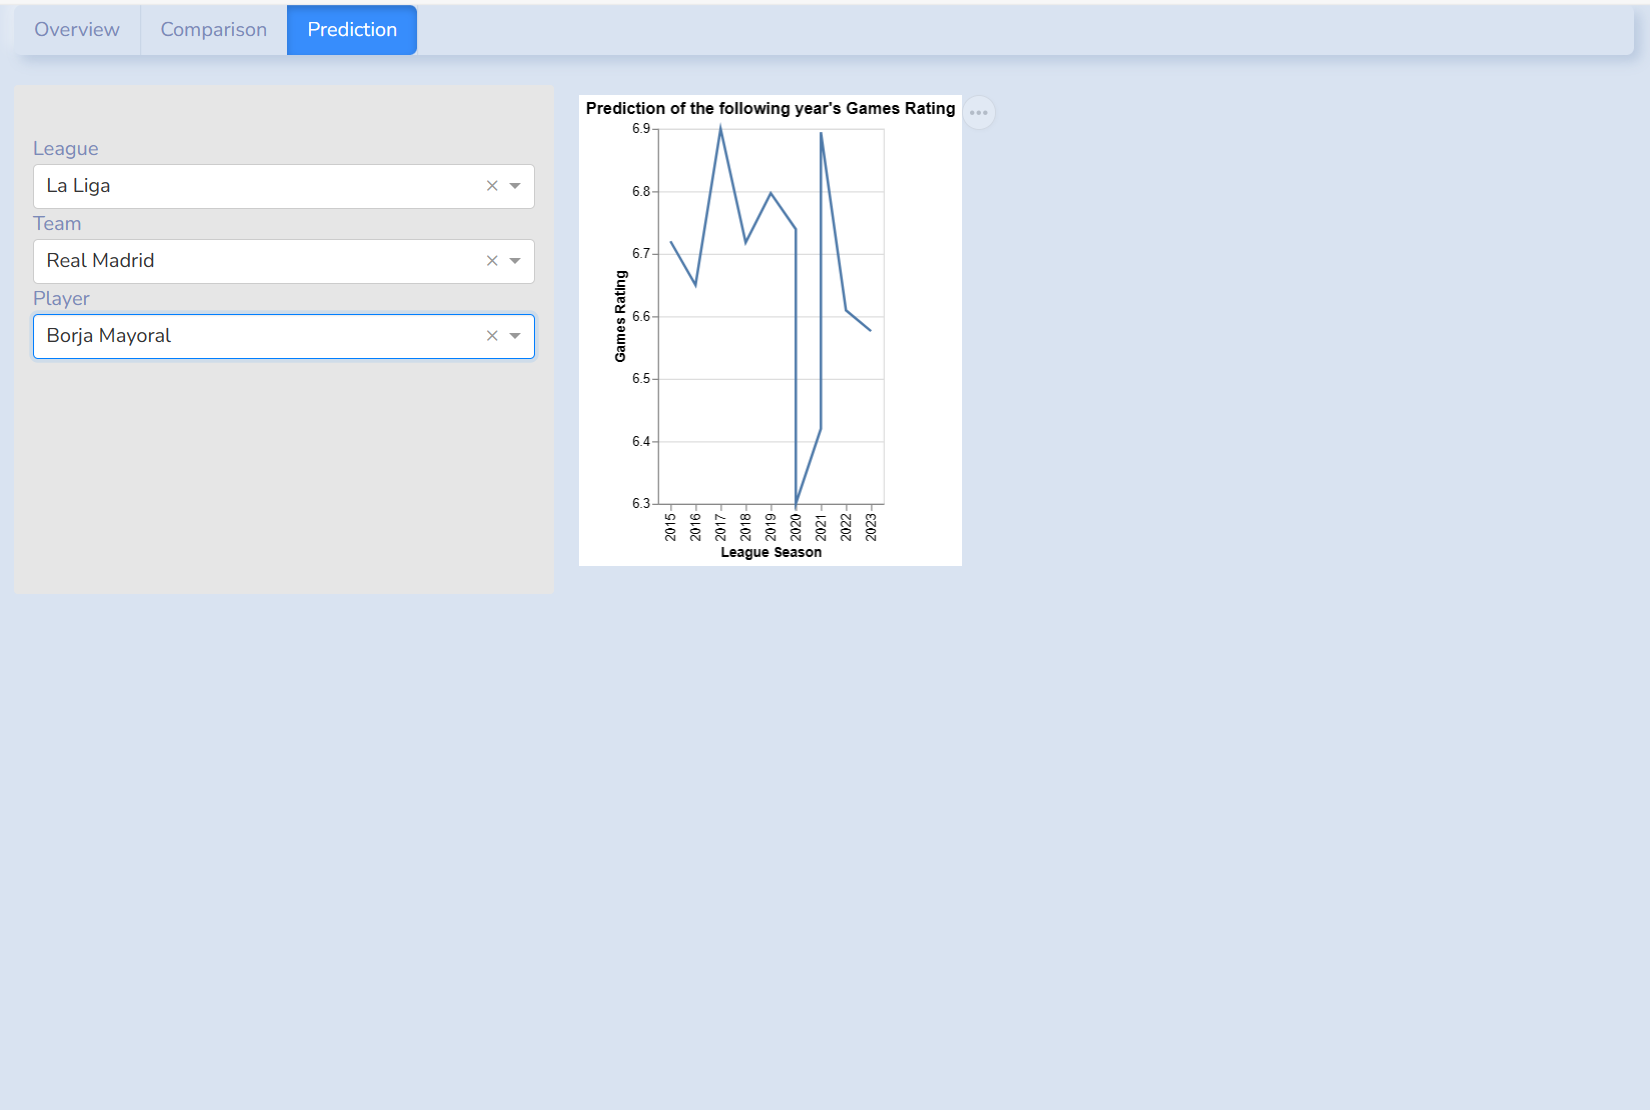 Overview Comparison Prediction
League
La Liga
Team
Real Madrid
Player
Borja Mayoral
Prediction of the following year's Games Rating
6.9
6.8
6.7
6.6
6.5
6.4
6.3
Games Rating
2015 2016 2017 2018 2019 2020 2021 2022 2023
League Season